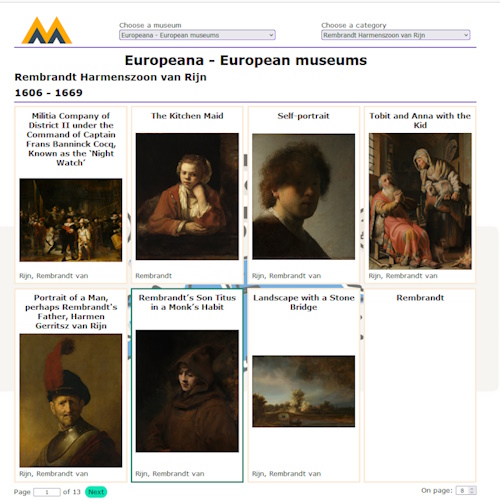 Choose a museum
Choose a category
Europeana - European museums
Rembrandt Harmenszoon van Rijn
Europeana - European museums
Rembrandt Harmenszoon van Rijn
1606 - 1669
Militia Company of
District II under the
Command of Captain
Frans Banninck Cocq,
Known as the ‘Night
Watch’
Rijn, Rembrandt van
The Kitchen Maid
Rembrandt
Self-portrait
Rijn, Rembrandt van
Tobit and Anna with the
Kid
Rijn, Rembrandt van
Portrait of a Man,
perhaps Rembrandt's
Father, Harmen
Gerritsz van Rijn
Rijn, Rembrandt van
Rembrandt’s Son Titus
in a Monk’s Habit
Rijn, Rembrandt van
Landscape with a Stone
Bridge
Rijn, Rembrandt van
Rembrandt
Page 1 of 13 Next
On page: 8